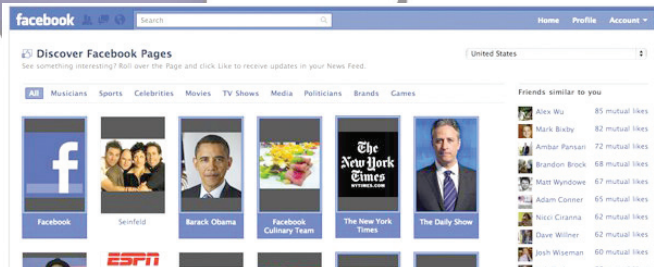 facebook Search Home Profile Account
Discover Facebook Pages United States
See something interesting? Roll over the Page and click Like to receive updates in your News Feed.
All Musicians Sports Celebrities Movies TV Shows Media Politicians Brands Games
f
The
New York
Times
NYTIMES.COM
Facebook
Seinfeld
Barack Obama
Facebook
Culinary Team
The New York
Times
The Daily Show
ESPN
Friends similar to you
Alex Wu 85 mutual likes
Mark Bixby 82 mutual likes
Ambar Pansari 72 mutual likes
Brandon Brock 68 mutual likes
Matt Wyndowe 67 mutual likes
Adam Conner 65 mutual likes
Nicci Ciranna 62 mutual likes
Dave Willner 62 mutual likes
Josh Wiseman 60 mutual likes